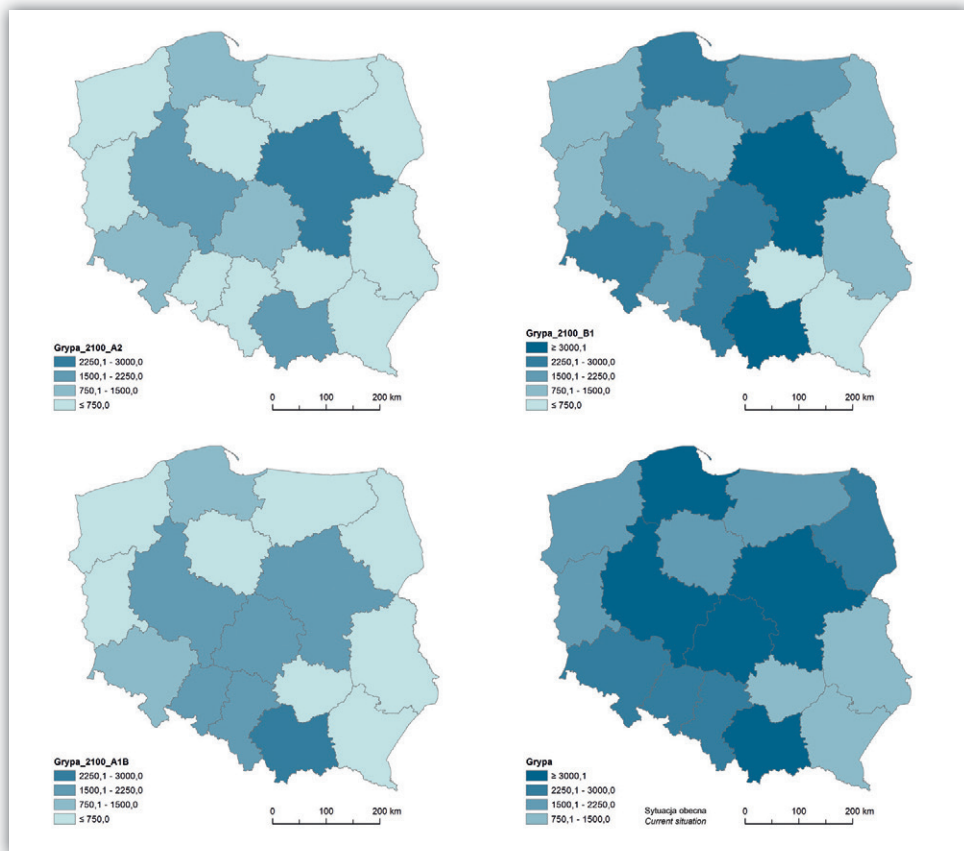 Grypa_2100_A2
2250,1 - 3000,0
1500,1 - 2250,0
750,1 - 1500,0
≤ 750,0
0 100 200 km
Grypa_2100_B1
≥ 3000,1
2250,1 - 3000,0
1500,1 - 2250,0
750,1 - 1500,0
≤ 750,0
0 100 200 km
Grypa_2100_A1B
2250,1 - 3000,0
1500,1 - 2250,0
750,1 - 1500,0
≤ 750,0
0 100 200 km
Grypa
≥ 3000,1
2250,1 - 3000,0
1500,1 - 2250,0
750,1 - 1500,0
Sytuacja obecna
Current situation
0 100 200 km